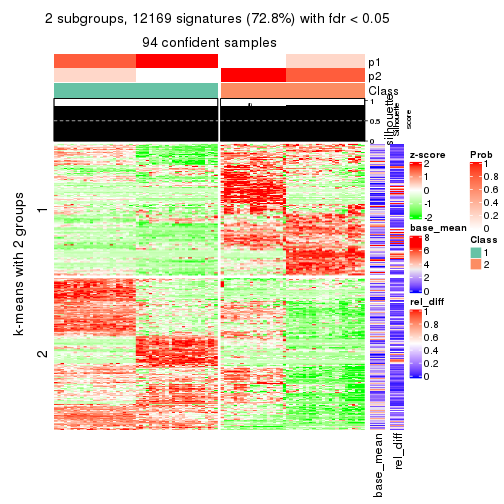 2 subgroups, 12169 signatures (72.8%) with fdr < 0.05
94 confident samples
p1
p2
Class
1
0.5
0
silhouette
Silhouette
score
k-means with 2 groups
1
2
base_mean
rel_diff
z-score
2
1
0
-1
-2
base_mean
8
6
4
2
0
rel_diff
1
0.8
0.6
0.4
0.2
0
Prob
1
0.8
0.6
0.4
0.2
0
Class
1
2